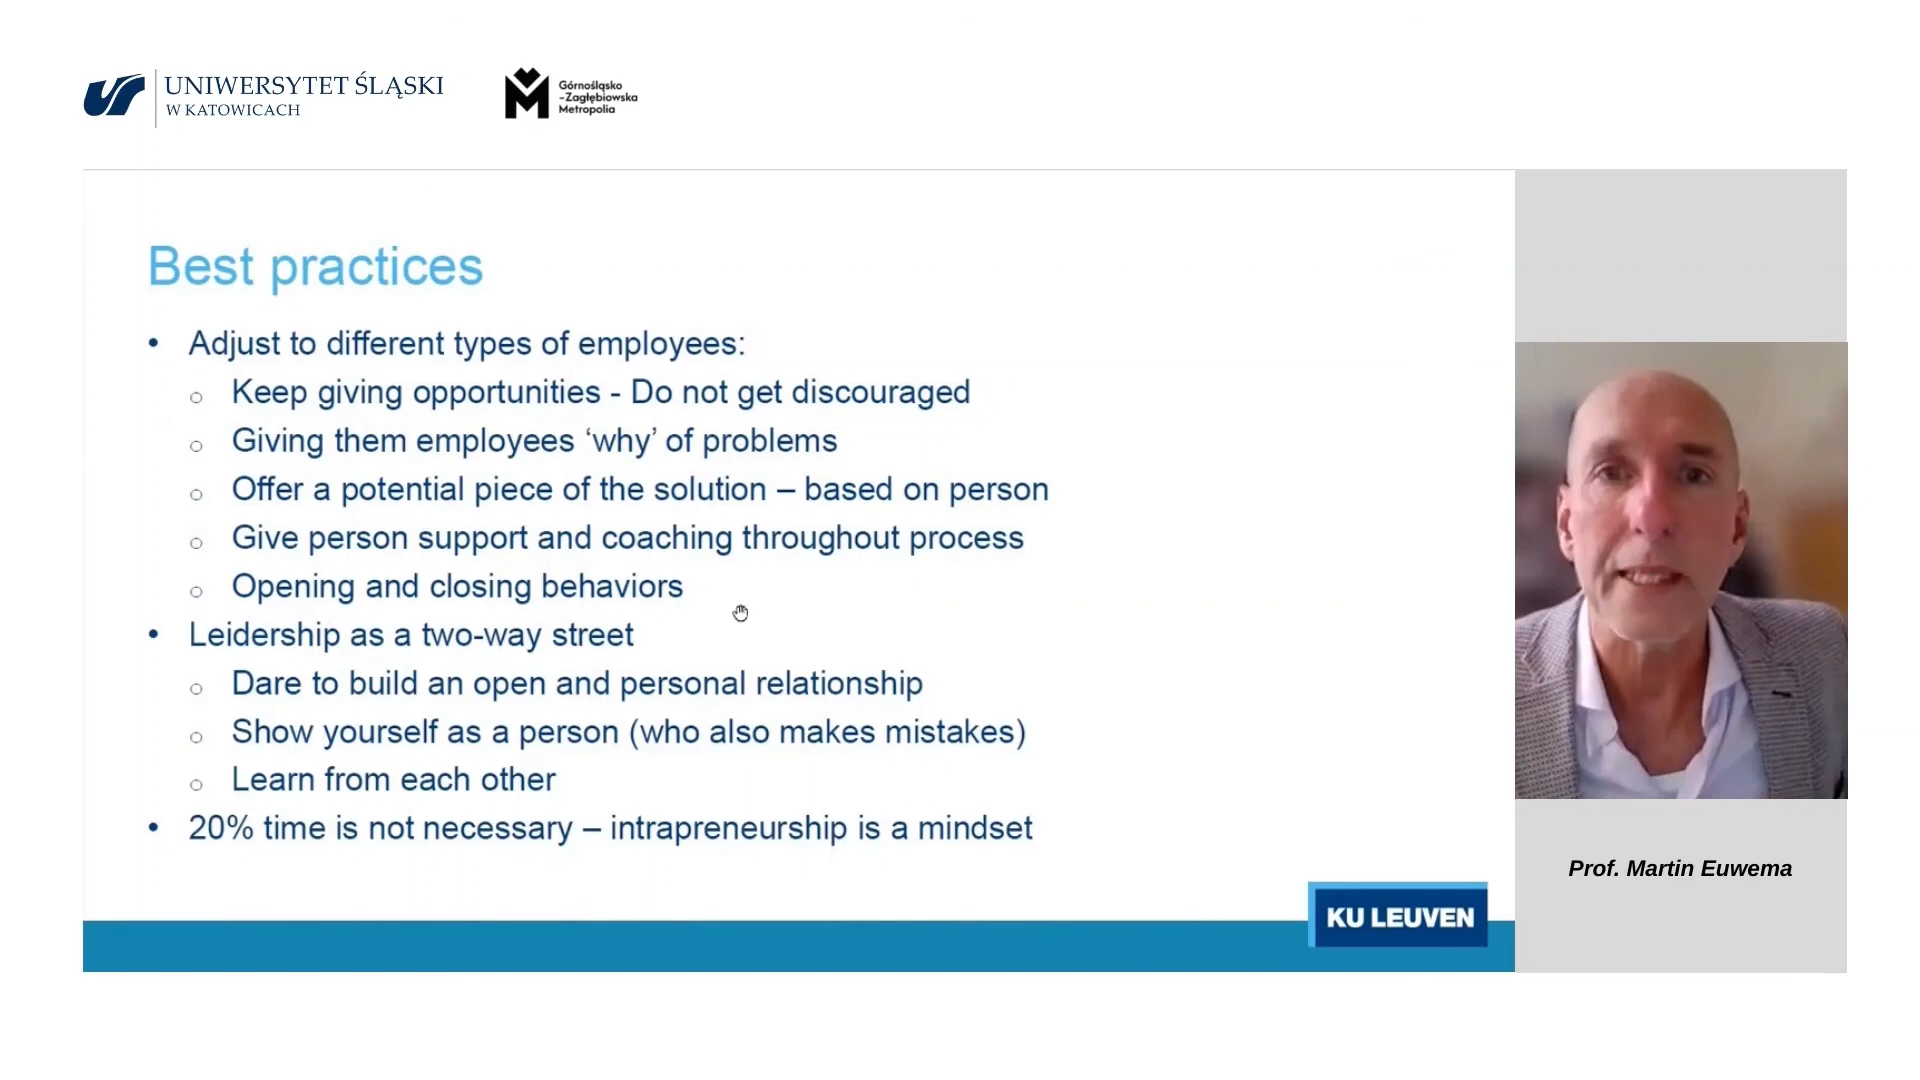 UNIWERSYTET ŚLĄSKI
W KATOWICACH
Górnośląsko
-Zagłębiowska
Metropolia
Best practices
• Adjust to different types of employees:
o Keep giving opportunities - Do not get discouraged
o Giving them employees ‘why’ of problems
o Offer a potential piece of the solution – based on person
o Give person support and coaching throughout process
o Opening and closing behaviors
• Leidership as a two-way street
o Dare to build an open and personal relationship
o Show yourself as a person (who also makes mistakes)
o Learn from each other
• 20% time is not necessary – intrapreneurship is a mindset
KU LEUVEN
Prof. Martin Euwema